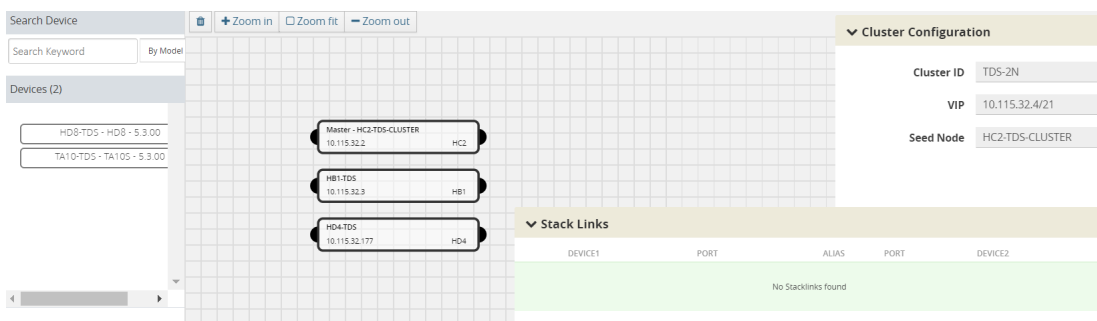 Search Device
Search Keyword
By Model
Devices (2)
HD8-TDS - HD8 - 5.3.00
TA10-TDS - TA10S - 5.3.00
Zoom in
Zoom fit
Zoom out
Master - HC2-TDS-CLUSTER
10.115.32.2 HC2
HB1-TDS
10.115.32.3 HB1
HD4-TDS
10.115.32.177 HD4
Cluster Configuration
Cluster ID TDS-2N
VIP 10.115.32.4/21
Seed Node HC2-TDS-CLUSTER
Stack Links
DEVICE1 PORT ALIAS PORT DEVICE2
No Stacklinks found